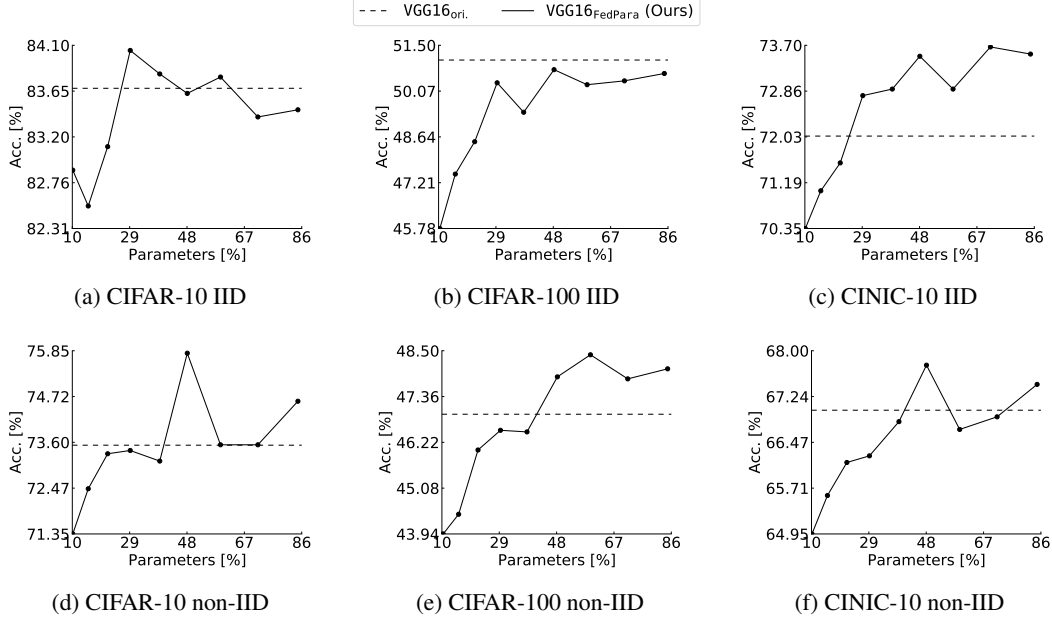 VGG16ori. VGG16FedPara (Ours)
84.10
83.65
83.20
82.76
82.31
Acc. [%]
10 29 48 67 86
Parameters [%]
(a) CIFAR-10 IID
51.50
50.07
48.64
47.21
45.78
Acc. [%]
10 29 48 67 86
Parameters [%]
(b) CIFAR-100 IID
73.70
72.86
72.03
71.19
70.35
Acc. [%]
10 29 48 67 86
Parameters [%]
(c) CINIC-10 IID
75.85
74.72
73.60
72.47
71.35
Acc. [%]
10 29 48 67 86
Parameters [%]
(d) CIFAR-10 non-IID
48.50
47.36
46.22
45.08
43.94
Acc. [%]
10 29 48 67 86
Parameters [%]
(e) CIFAR-100 non-IID
68.00
67.24
66.47
65.71
64.95
Acc. [%]
10 29 48 67 86
Parameters [%]
(f) CINIC-10 non-IID